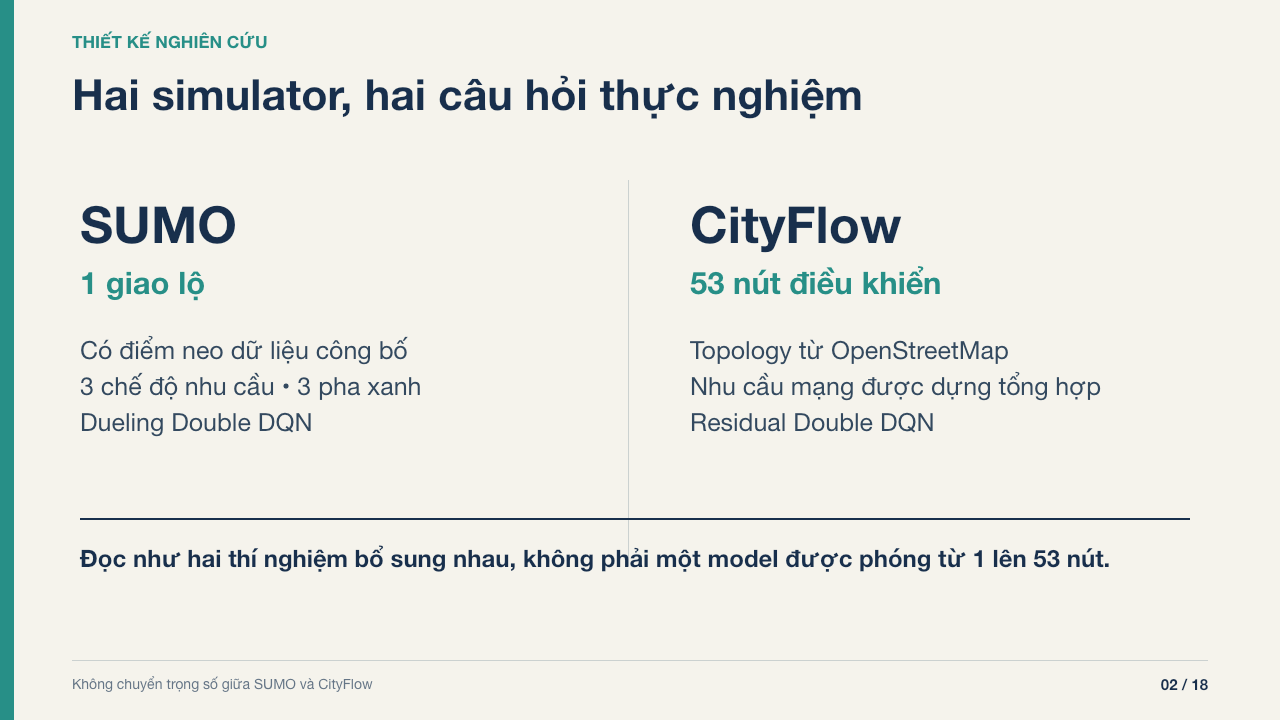 THIẾT KẾ NGHIÊN CỨU
Hai simulator, hai câu hỏi thực nghiệm
SUMO
1 giao lộ
Có điểm neo dữ liệu công bố
3 chế độ nhu cầu • 3 pha xanh
Dueling Double DQN
CityFlow
53 nút điều khiển
Topology từ OpenStreetMap
Nhu cầu mạng được dựng tổng hợp
Residual Double DQN
Đọc như hai thí nghiệm bổ sung nhau, không phải một model được phóng từ 1 lên 53 nút.
Không chuyển trọng số giữa SUMO và CityFlow
02 / 18